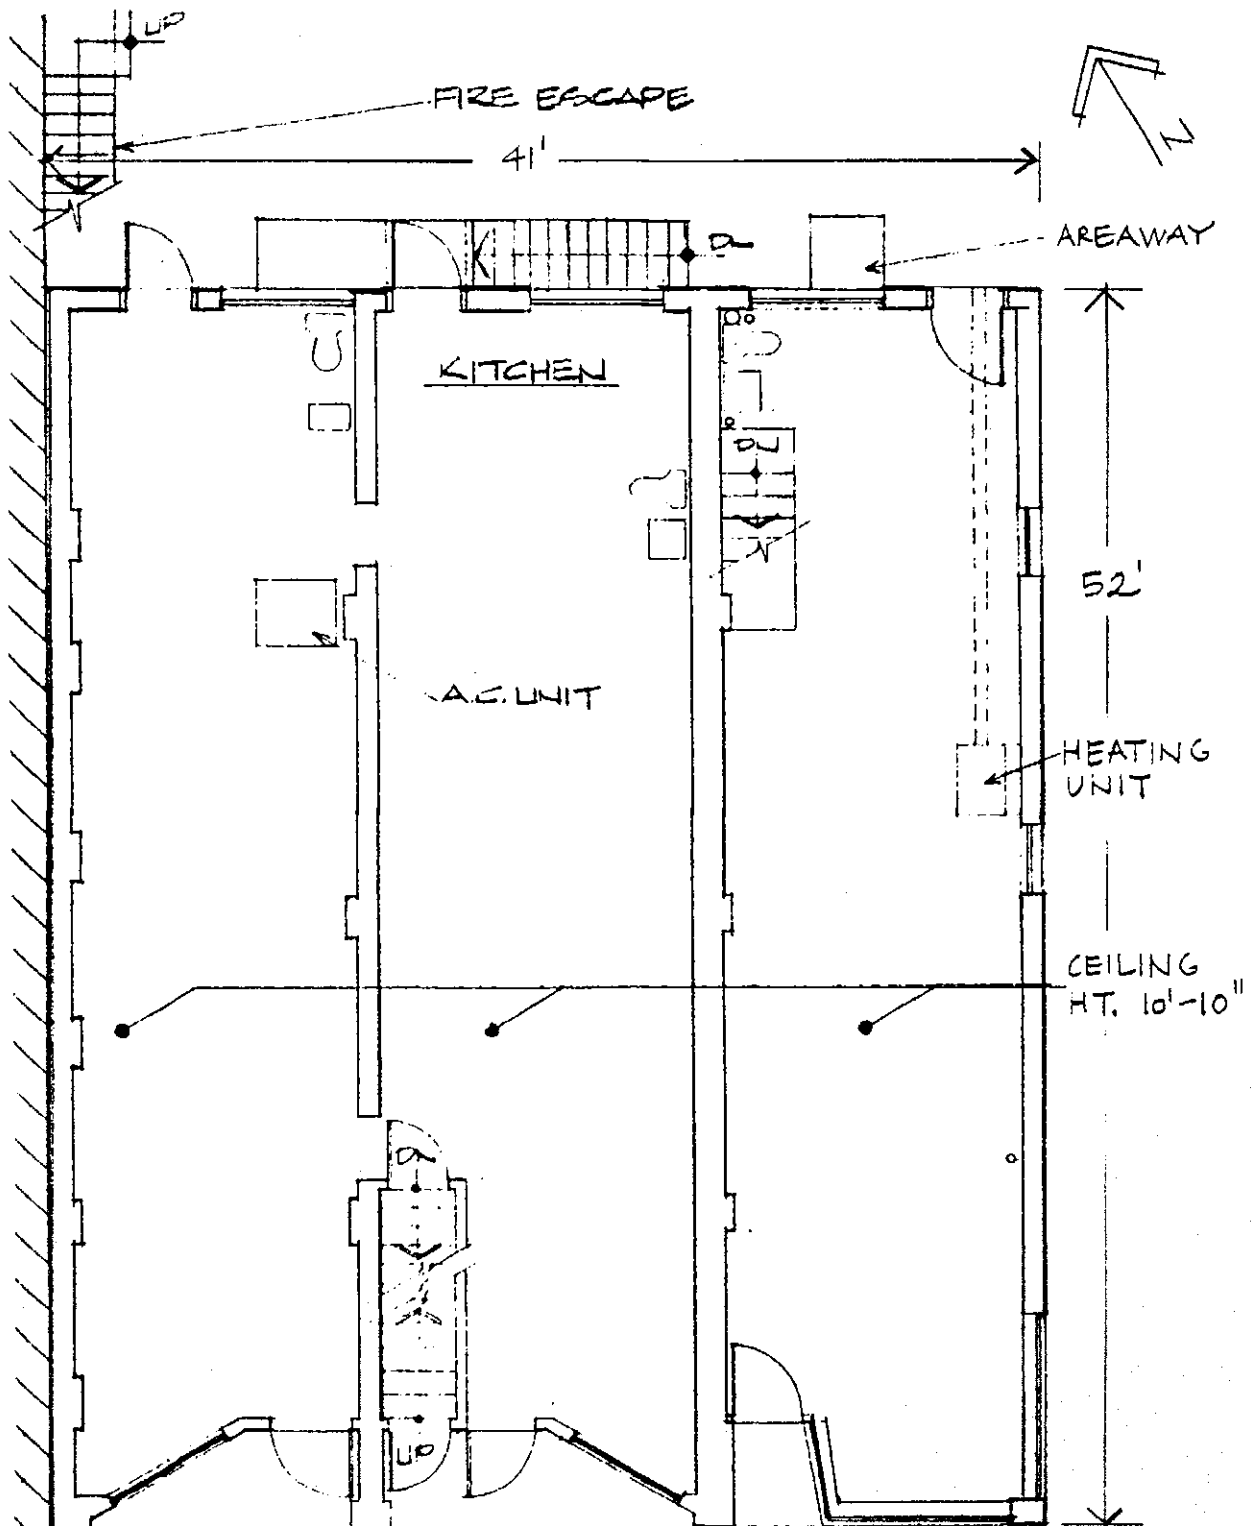 UP
FIRE ESCAPE
41'
N
DN
AREAWAY
KITCHEN
DN
52'
A.C. UNIT
HEATING
UNIT
CEILING
HT. 10'-10"
DN
UP